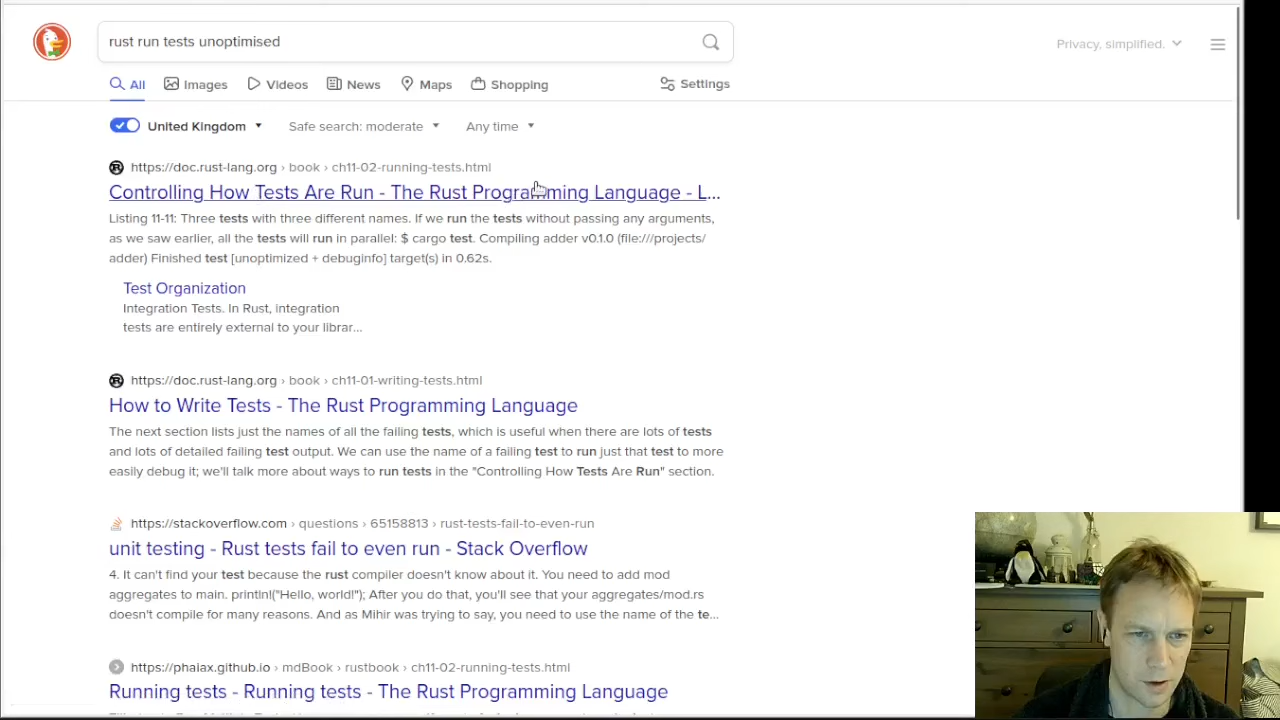 rust run tests unoptimised
Privacy, simplified.
All Images Videos News Maps Shopping Settings
United Kingdom Safe search: moderate Any time
https://doc.rust-lang.org › book › ch11-02-running-tests.html
Controlling How Tests Are Run - The Rust Programming Language - L...
Listing 11-11: Three tests with three different names. If we run the tests without passing any arguments,
as we saw earlier, all the tests will run in parallel: $ cargo test. Compiling adder v0.1.0 (file:///projects/
adder) Finished test [unoptimized + debuginfo] target(s) in 0.62s.
Test Organization
Integration Tests. In Rust, integration
tests are entirely external to your librar...
https://doc.rust-lang.org › book › ch11-01-writing-tests.html
How to Write Tests - The Rust Programming Language
The next section lists just the names of all the failing tests, which is useful when there are lots of tests
and lots of detailed failing test output. We can use the name of a failing test to run just that test to more
easily debug it; we'll talk more about ways to run tests in the "Controlling How Tests Are Run" section.
https://stackoverflow.com › questions › 65158813 › rust-tests-fail-to-even-run
unit testing - Rust tests fail to even run - Stack Overflow
4. It can't find your test because the rust compiler doesn't know about it. You need to add mod
aggregates to main. println!("Hello, world!"); After you do that, you'll see that your aggregates/mod.rs
doesn't compile for many reasons. And as Mihir was trying to say, you need to use the name of the te...
https://phaiax.github.io › mdBook › rustbook › ch11-02-running-tests.html
Running tests - Running tests - The Rust Programming Language